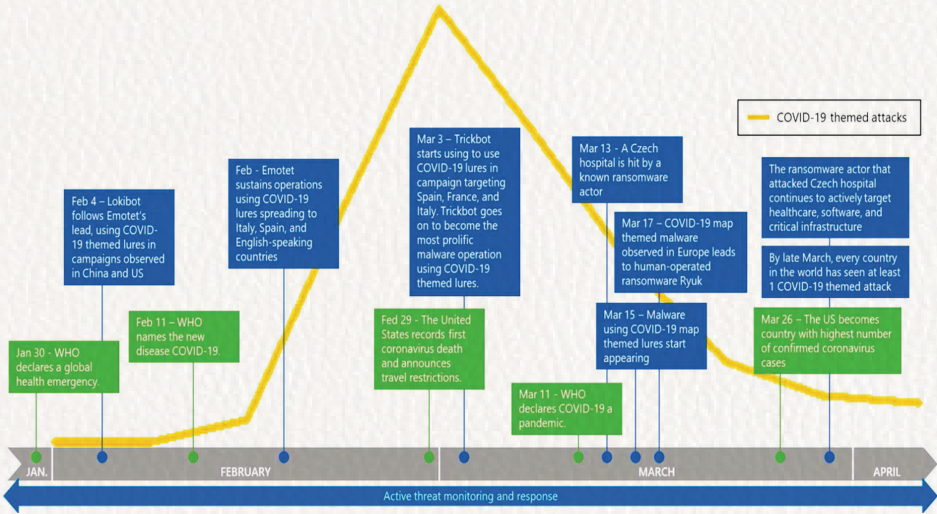 COVID-19 themed attacks
Jan 30 - WHO
declares a global
health emergency.
Feb 4 – Lokibot
follows Emotet's
lead, using COVID-
19 themed lures in
campaigns observed
in China and US
Feb 11 – WHO
names the new
disease COVID-19.
Feb - Emotet
sustains operations
using COVID-19
lures spreading to
Italy, Spain, and
English-speaking
countries
Fed 29 - The United
States records first
coronavirus death
and announces
travel restrictions.
Mar 3 – Trickbot
starts using to use
COVID-19 lures in
campaign targeting
Spain, France, and
Italy. Trickbot goes
on to become the
most prolific
malware operation
using COVID-19
themed lures.
Mar 11 - WHO
declares COVID-19 a
pandemic.
Mar 13 - A Czech
hospital is hit by a
known ransomware
actor
Mar 15 – Malware
using COVID-19 map
themed lures start
appearing
Mar 17 – COVID-19 map
themed malware
observed in Europe leads
to human-operated
ransomware Ryuk
The ransomware actor that
attacked Czech hospital
continues to actively target
healthcare, software, and
critical infrastructure
By late March, every country
in the world has seen at least
1 COVID-19 themed attack
Mar 26 – The US becomes
country with highest number
of confirmed coronavirus
cases
JAN.
FEBRUARY
MARCH
APRIL
Active threat monitoring and response